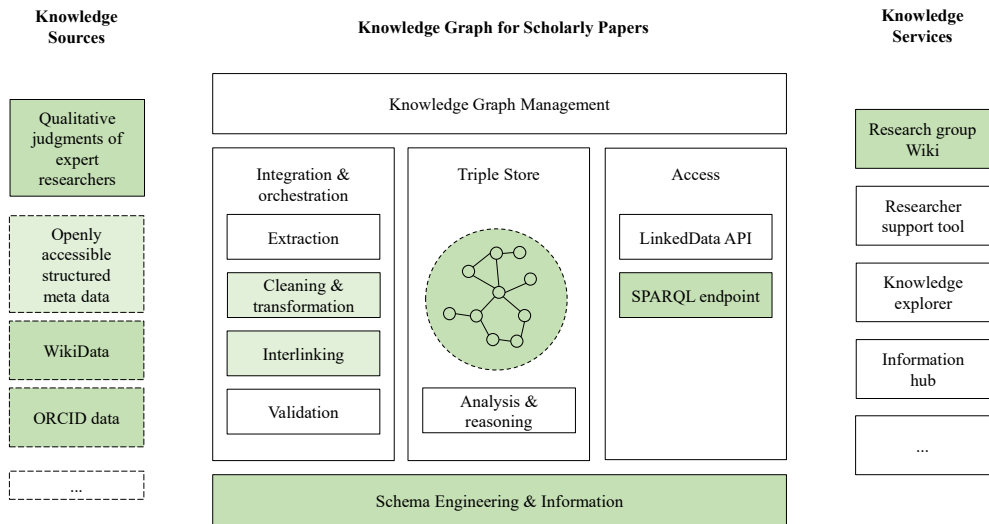 Knowledge
Sources
Knowledge Graph for Scholarly Papers
Knowledge
Services
Qualitative
judgments of
expert
researchers
Openly
accessible
structured
meta data
WikiData
ORCID data
...
Knowledge Graph Management
Integration &
orchestration
Extraction
Cleaning &
transformation
Interlinking
Validation
Triple Store
Analysis &
reasoning
Access
LinkedData API
SPARQL endpoint
Schema Engineering & Information
Research group
Wiki
Researcher
support tool
Knowledge
explorer
Information
hub
...